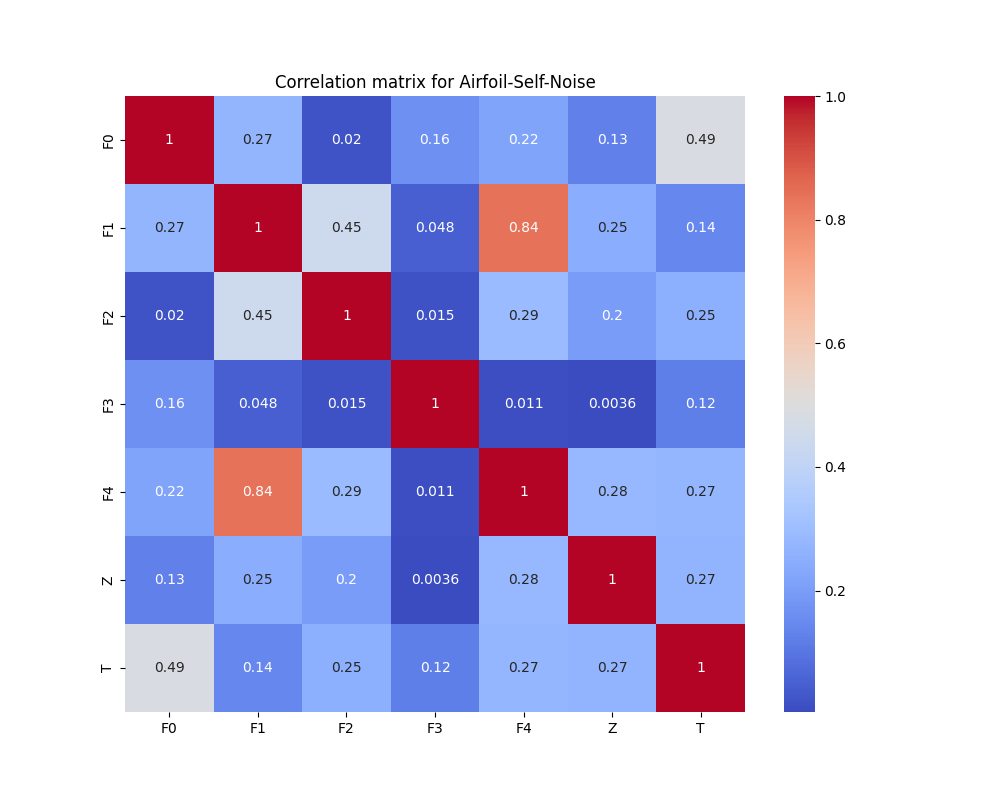 Correlation matrix for Airfoil-Self-Noise
F0 1 0.27 0.02 0.16 0.22 0.13 0.49
F1 0.27 1 0.45 0.048 0.84 0.25 0.14
F2 0.02 0.45 1 0.015 0.29 0.2 0.25
F3 0.16 0.048 0.015 1 0.011 0.0036 0.12
F4 0.22 0.84 0.29 0.011 1 0.28 0.27
Z 0.13 0.25 0.2 0.0036 0.28 1 0.27
T 0.49 0.14 0.25 0.12 0.27 0.27 1
F0 F1 F2 F3 F4 Z T
1.0
0.8
0.6
0.4
0.2